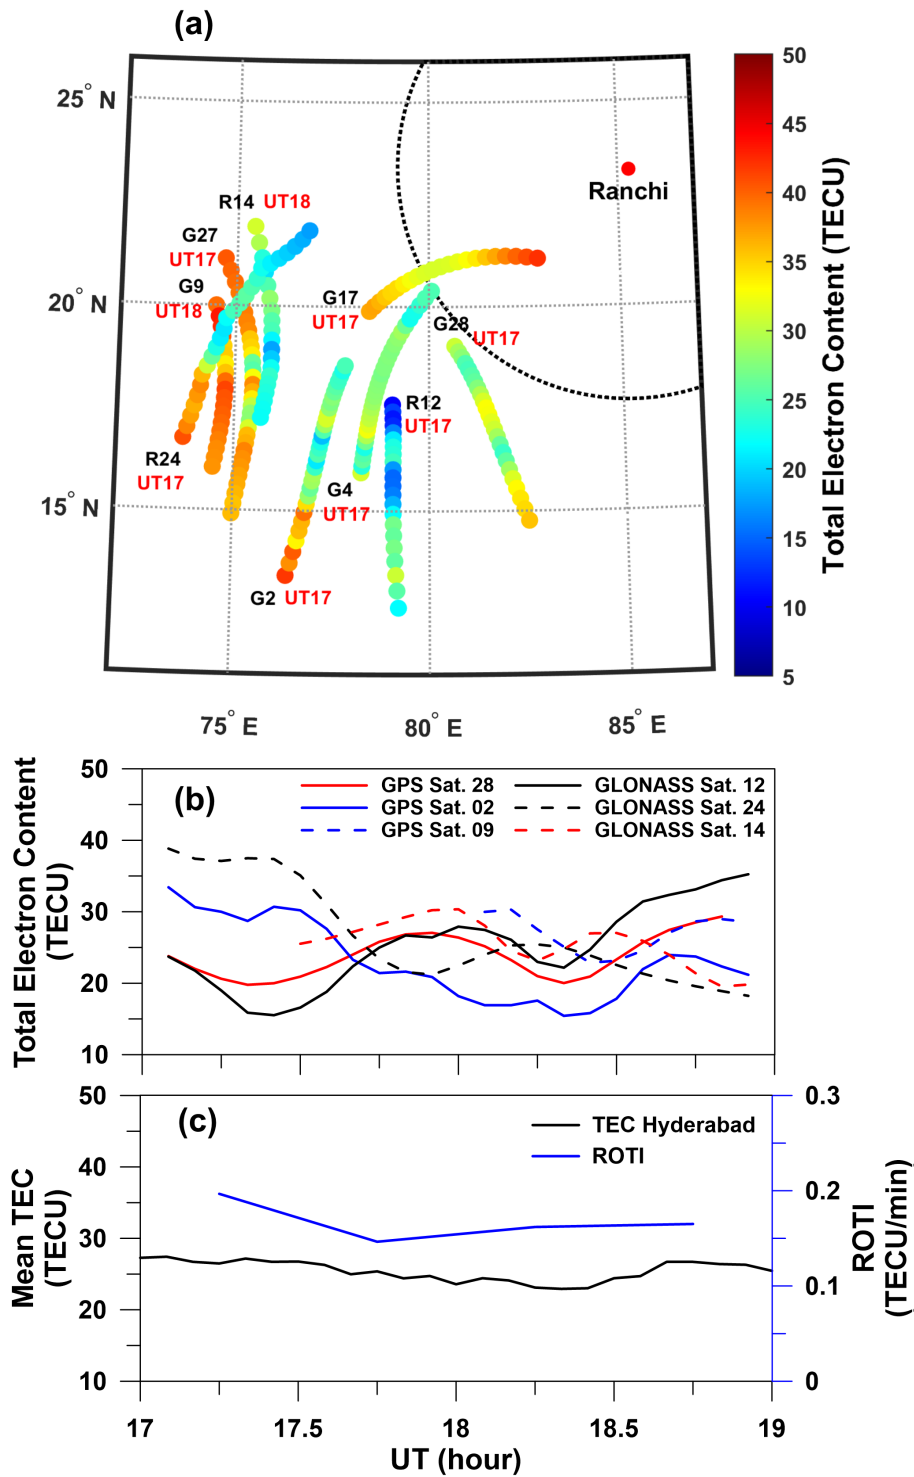 (a)
25° N
20° N
15° N
75° E
80° E
85° E
Ranchi
R14 UT18
G27
UT17
G9
UT18
G17
UT17
G28
UT17
R12
UT17
R24
UT17
G4
UT17
G2 UT17
50
45
40
35
30
25
20
15
10
5
Total Electron Content (TECU)
(b)
Total Electron Content
(TECU)
50
40
30
20
10
GPS Sat. 28
GPS Sat. 02
GPS Sat. 09
GLONASS Sat. 12
GLONASS Sat. 24
GLONASS Sat. 14
(c)
Mean TEC
(TECU)
50
40
30
20
10
TEC Hyderabad
ROTI
0.3
0.2
0.1
0
ROTI
(TECU/min)
17
17.5
18
18.5
19
UT (hour)